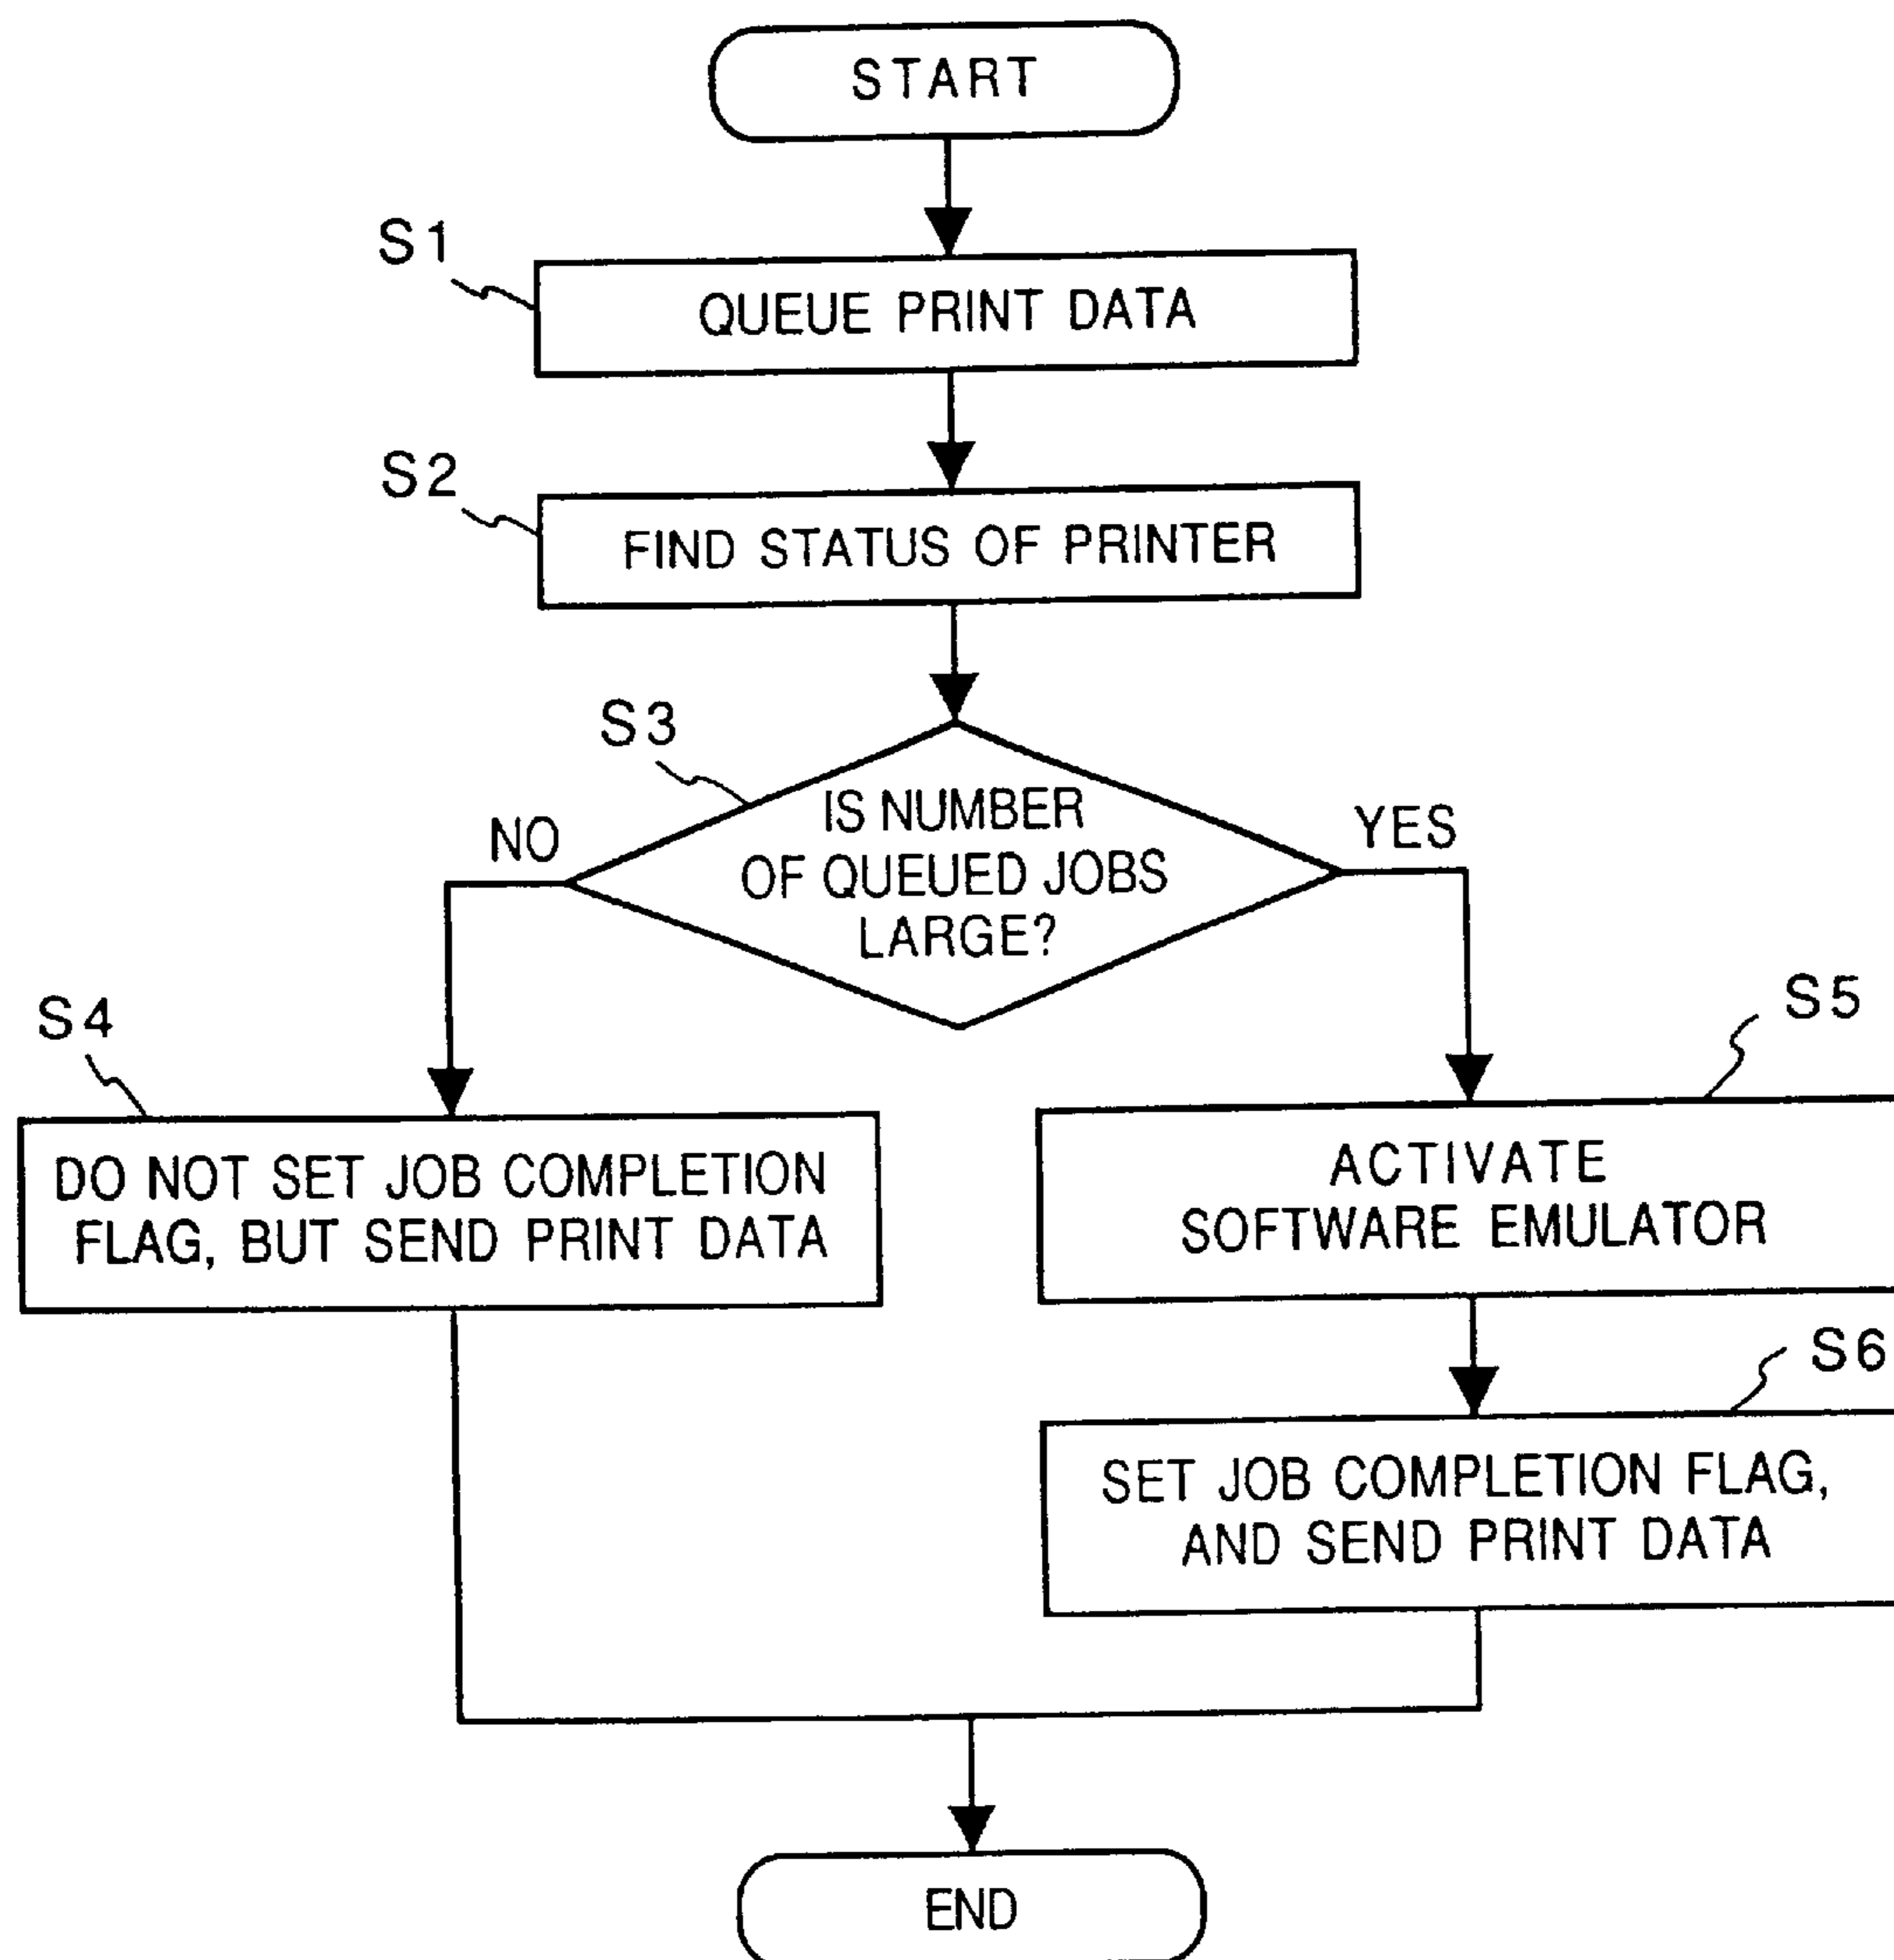 START
S1
QUEUE PRINT DATA
S2
FIND STATUS OF PRINTER
S3
IS NUMBER
OF QUEUED JOBS
LARGE?
NO
YES
S4
DO NOT SET JOB COMPLETION
FLAG, BUT SEND PRINT DATA
S5
ACTIVATE
SOFTWARE EMULATOR
S6
SET JOB COMPLETION FLAG,
AND SEND PRINT DATA
END